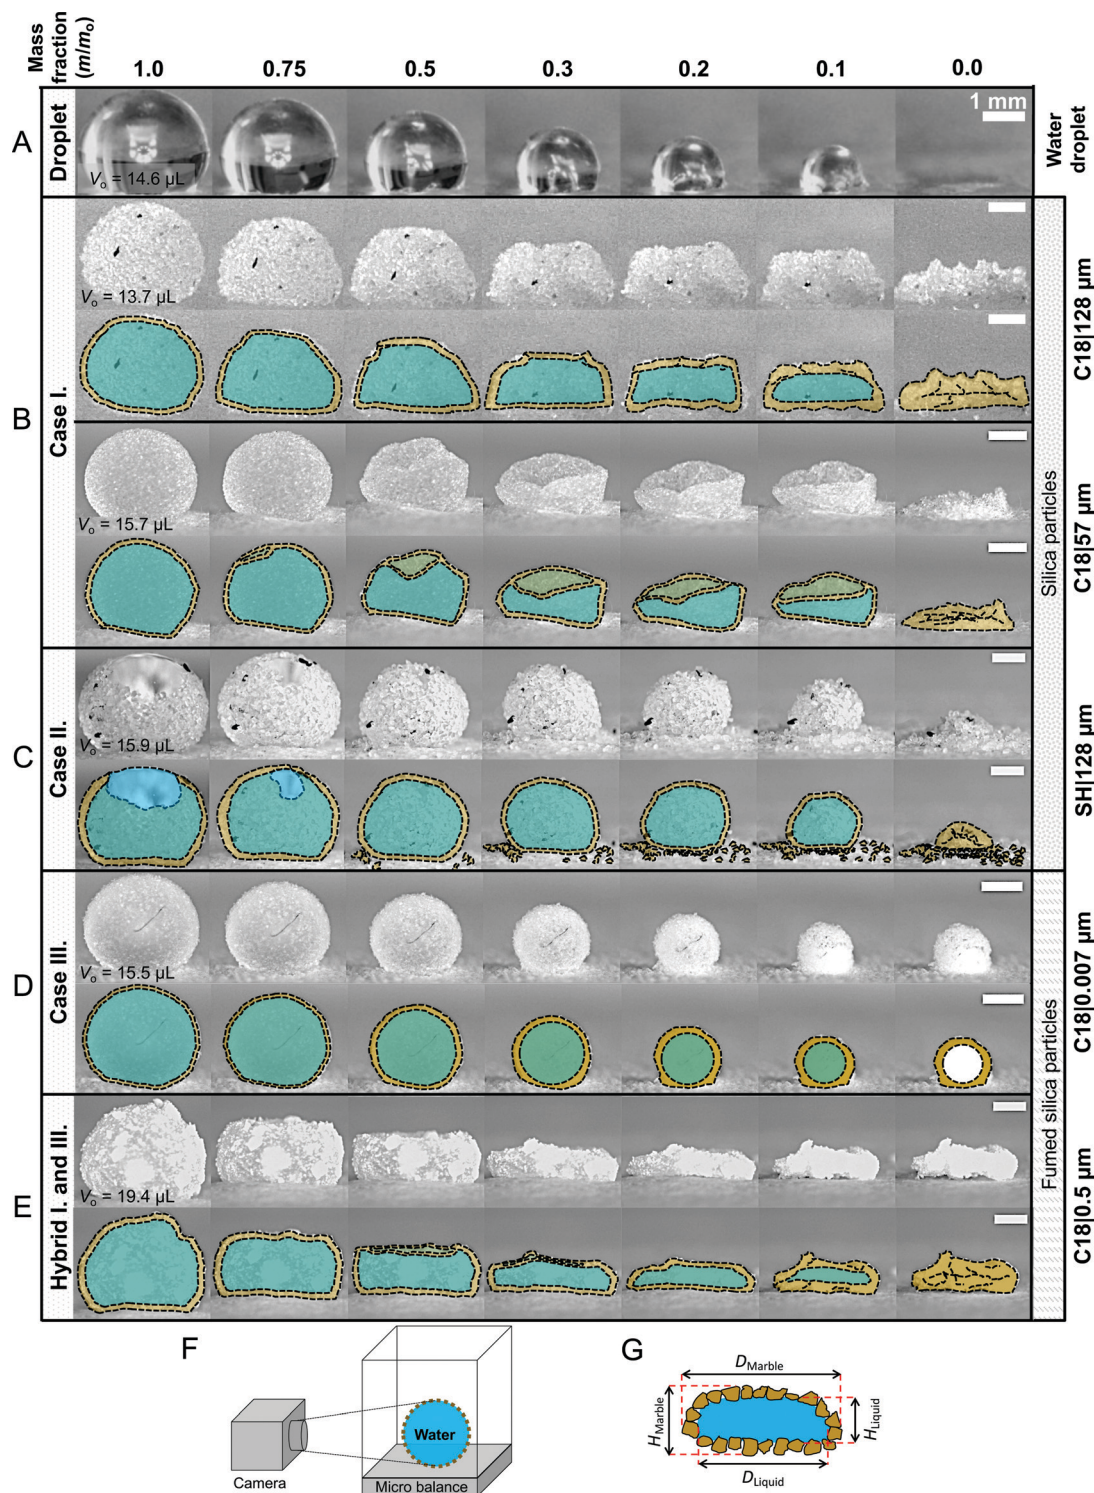 Mass
fraction
(m/mₒ)
1.0
0.75
0.5
0.3
0.2
0.1
0.0
A
Droplet
Vₒ = 14.6 µL
1 mm
Water
droplet
B
Case I.
Vₒ = 13.7 µL
C18|128 µm
Vₒ = 15.7 µL
C18|57 µm
Silica particles
C
Case II.
Vₒ = 15.9 µL
SH|128 µm
D
Case III.
Vₒ = 15.5 µL
C18|0.007 µm
Fumed silica particles
E
Hybrid I. and III.
Vₒ = 19.4 µL
C18|0.5 µm
F
Water
Camera
Micro balance
G
D_Marble
H_Marble
H_Liquid
D_Liquid